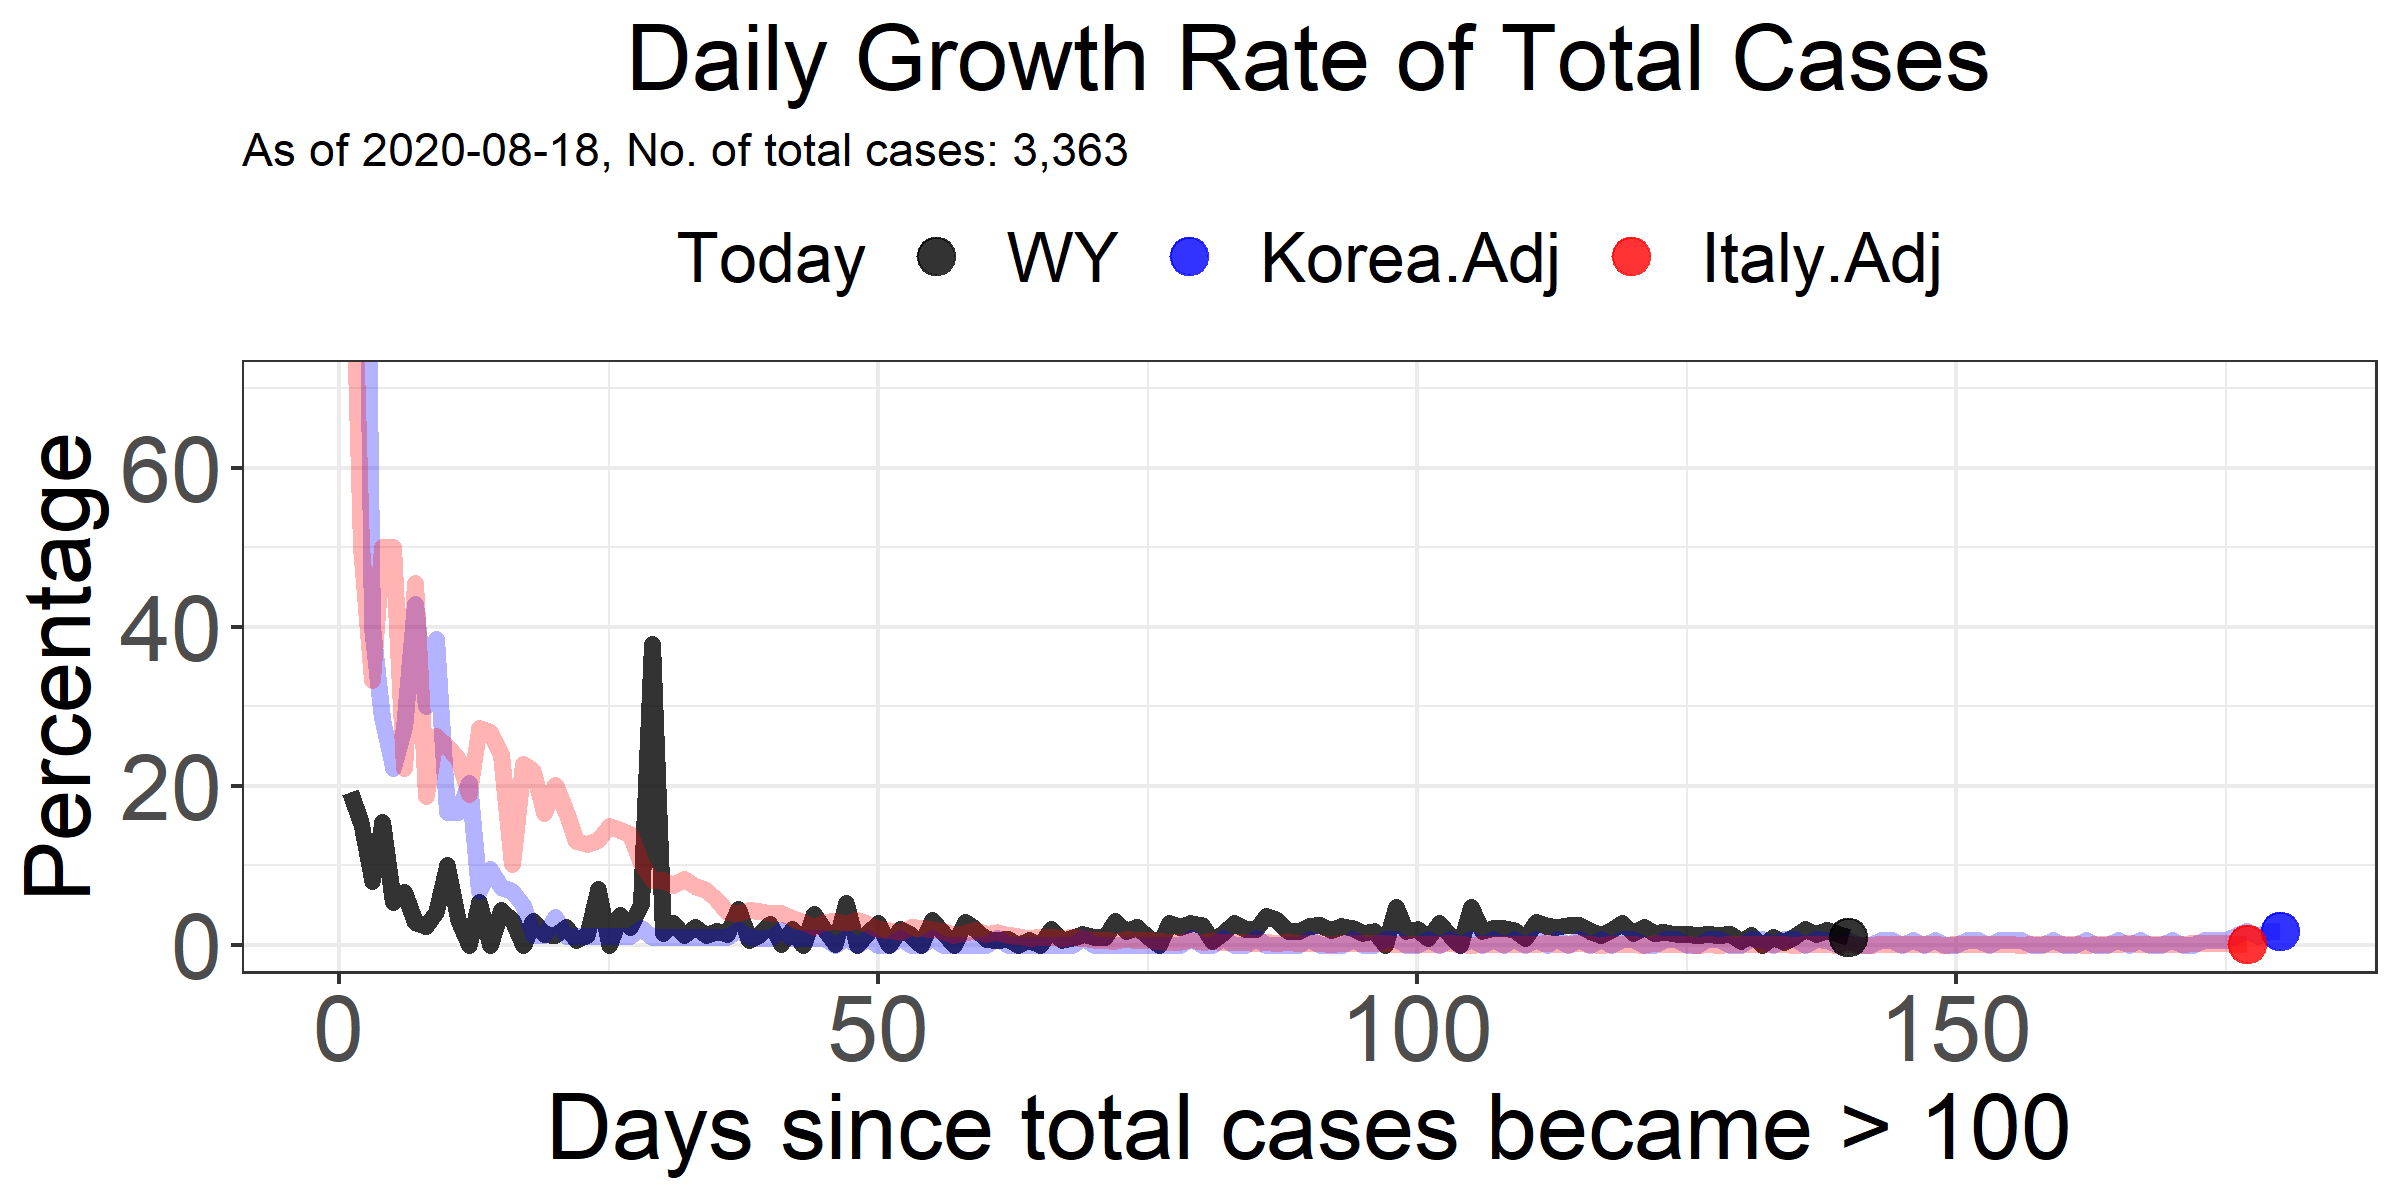 Daily Growth Rate of Total Cases
As of 2020-08-18, No. of total cases: 3,363
Today WY Korea.Adj Italy.Adj
Percentage
60
40
20
0
0 50 100 150
Days since total cases became > 100